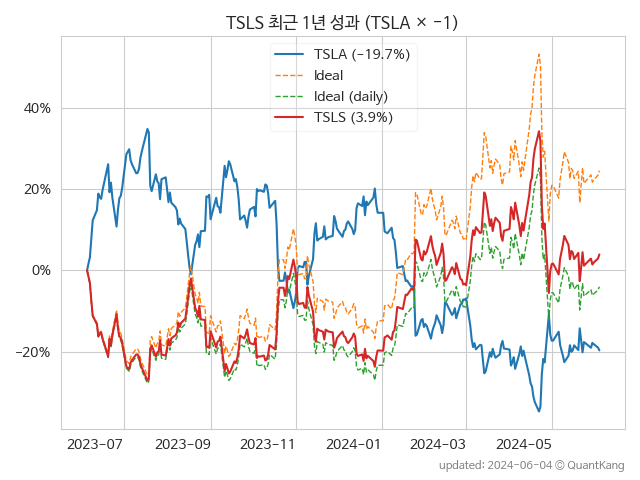 TSLS 최근 1년 성과 (TSLA × -1)
TSLA (-19.7%)
Ideal
Ideal (daily)
TSLS (3.9%)
40%
20%
0%
-20%
2023-07 2023-09 2023-11 2024-01 2024-03 2024-05
updated: 2024-06-04 © QuantKang